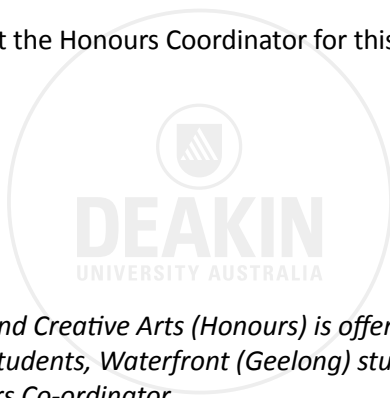 t the Honours Coordinator for this
DEAKIN
UNIVERSITY AUSTRALIA
nd Creative Arts (Honours) is offer
tudents, Waterfront (Geelong) stu
rs Co-ordinator